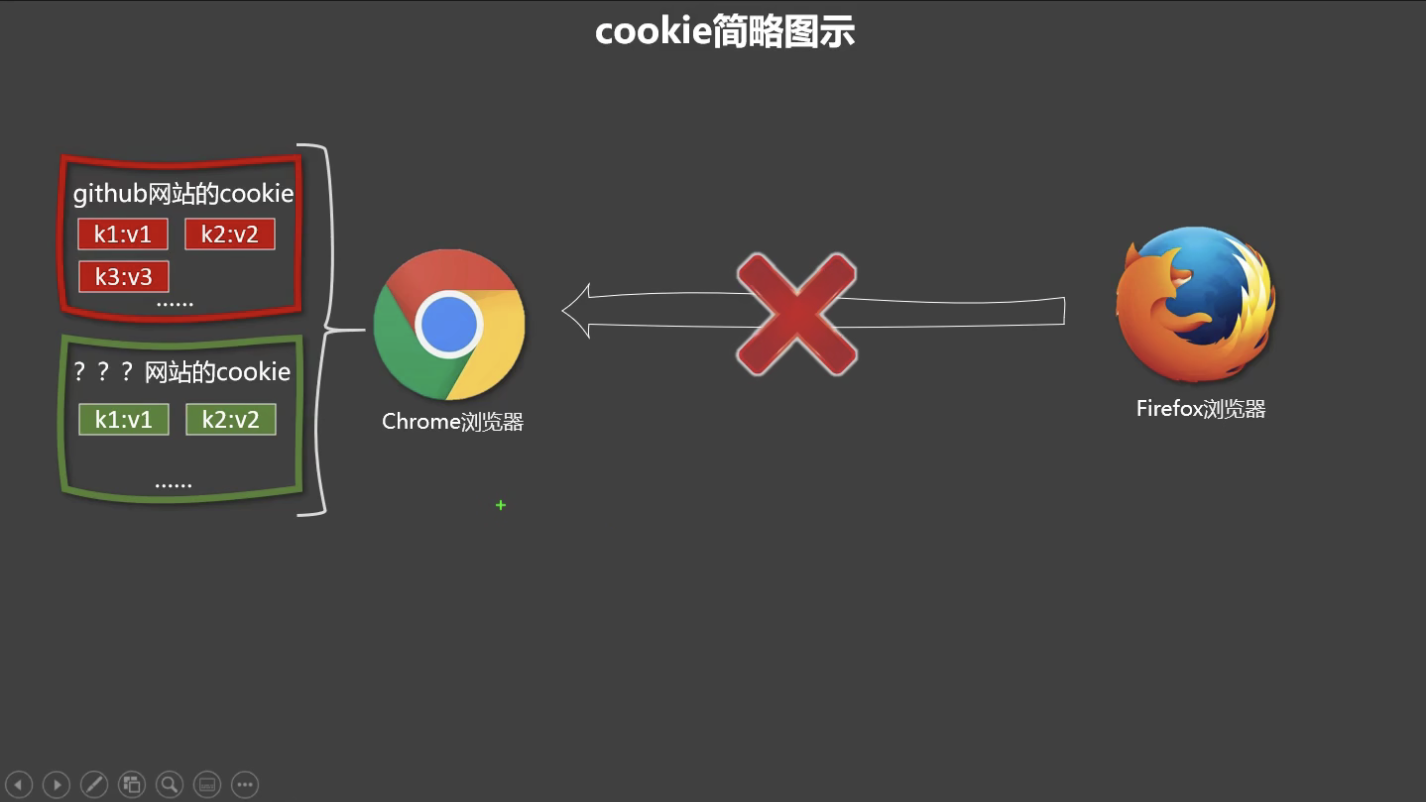 cookie简略图示
github网站的cookie
k1:v1
k2:v2
k3:v3
......
？？？网站的cookie
k1:v1
k2:v2
......
Chrome浏览器
Firefox浏览器